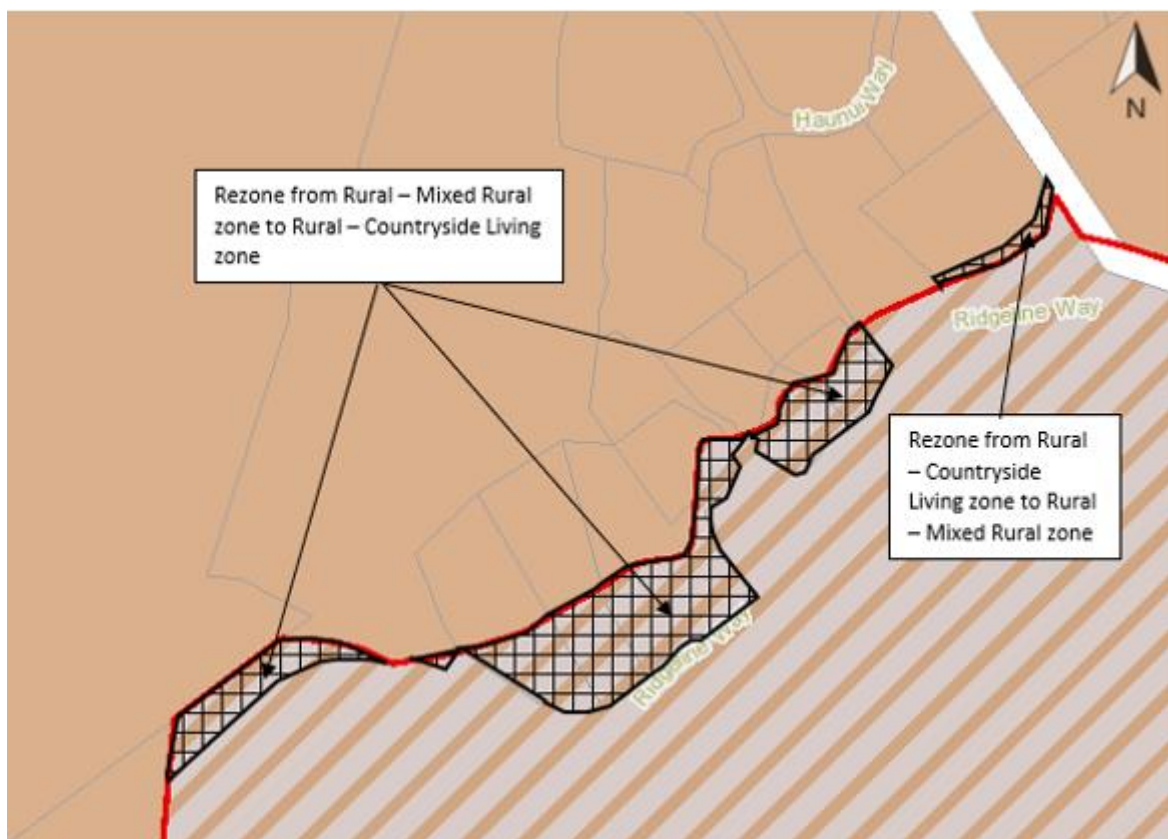 N
Haunui Way
Rezone from Rural – Mixed Rural
zone to Rural – Countryside Living
zone
Ridgeline Way
Rezone from Rural
– Countryside
Living zone to Rural
– Mixed Rural zone
Ridgeline Way